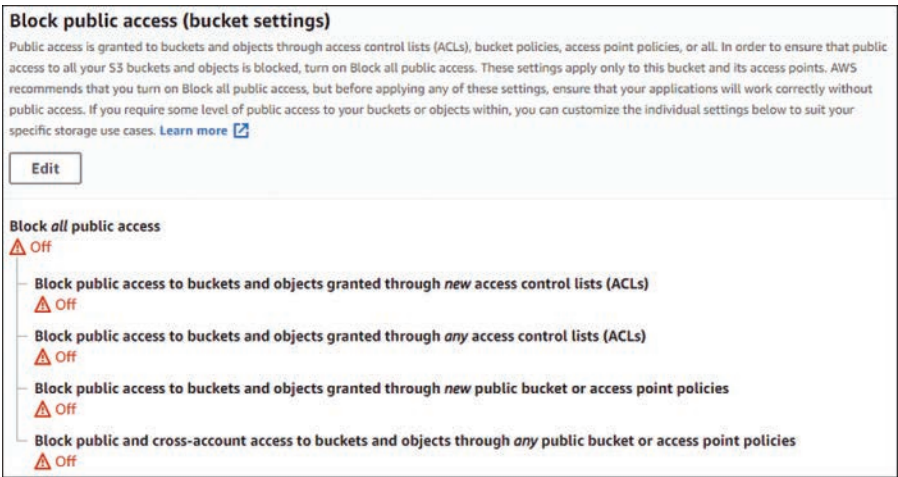 Block public access (bucket settings)
Public access is granted to buckets and objects through access control lists (ACLs), bucket policies, access point policies, or all. In order to ensure that public
access to all your S3 buckets and objects is blocked, turn on Block all public access. These settings apply only to this bucket and its access points. AWS
recommends that you turn on Block all public access, but before applying any of these settings, ensure that your applications will work correctly without
public access. If you require some level of public access to your buckets or objects within, you can customize the individual settings below to suit your
specific storage use cases. Learn more
Edit
Block all public access
Off
Block public access to buckets and objects granted through new access control lists (ACLs)
Off
Block public access to buckets and objects granted through any access control lists (ACLs)
Off
Block public access to buckets and objects granted through new public bucket or access point policies
Off
Block public and cross-account access to buckets and objects through any public bucket or access point policies
Off